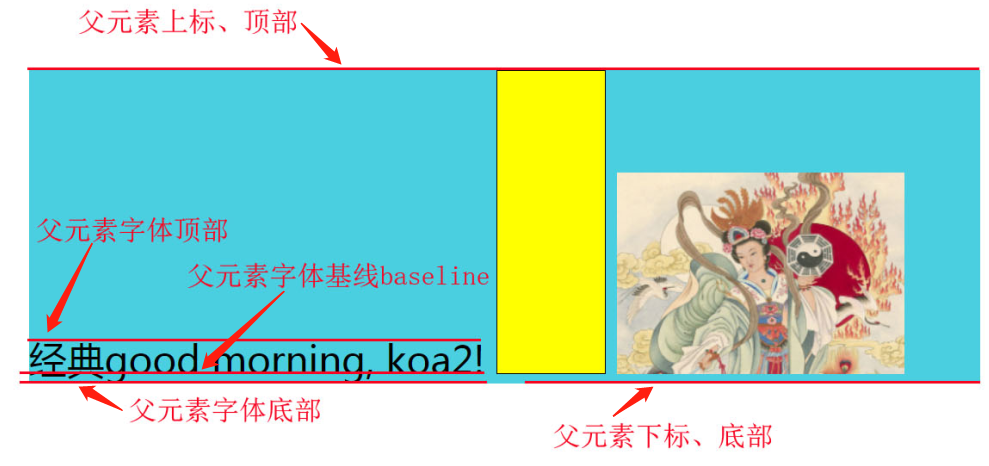 父元素上标、顶部
父元素字体顶部
父元素字体基线baseline
经典good morning, koa2!
父元素字体底部
父元素下标、底部